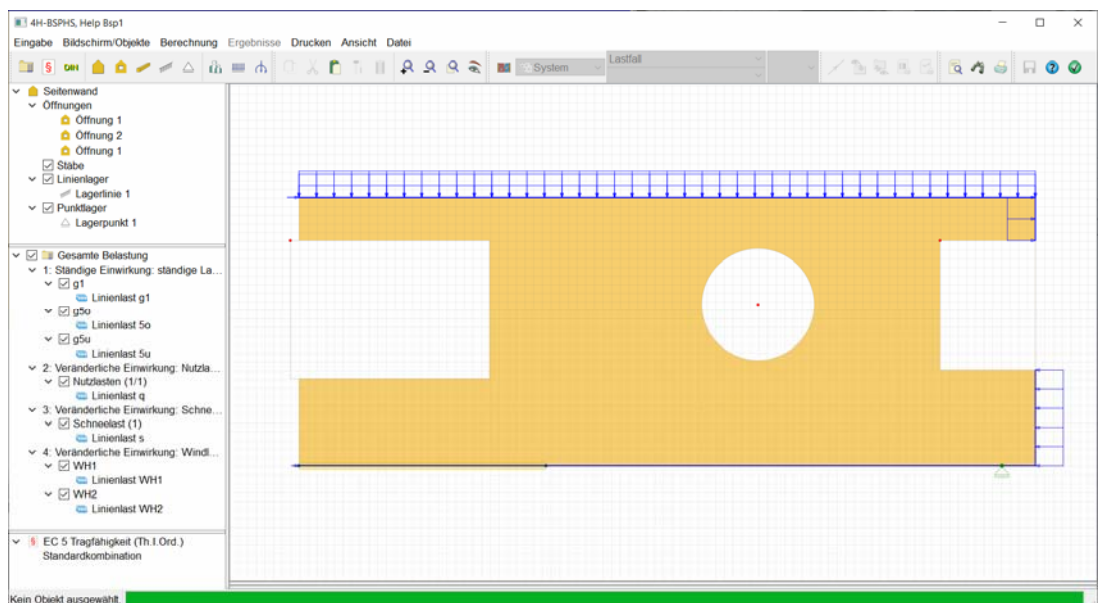 4H-BSPHS, Help Bsp1
Eingabe Bildschirm/Objekte Berechnung Ergebnisse Drucken Ansicht Datei
§ DIN System Lastfall
Seitenwand
Öffnungen
Öffnung 1
Öffnung 2
Öffnung 1
Stäbe
Linienlager
Lagerlinie 1
Punktlager
Lagerpunkt 1
Gesamte Belastung
1: Ständige Einwirkung: ständige La...
g1
Linienlast g1
g5o
Linienlast 5o
g5u
Linienlast 5u
2: Veränderliche Einwirkung: Nutzla...
Nutzlasten (1/1)
Linienlast q
3: Veränderliche Einwirkung: Schne...
Schneelast (1)
Linienlast s
4: Veränderliche Einwirkung: Windl...
WH1
Linienlast WH1
WH2
Linienlast WH2
§ EC 5 Tragfähigkeit (Th.I.Ord.)
Standardkombination
Kein Objekt ausgewählt